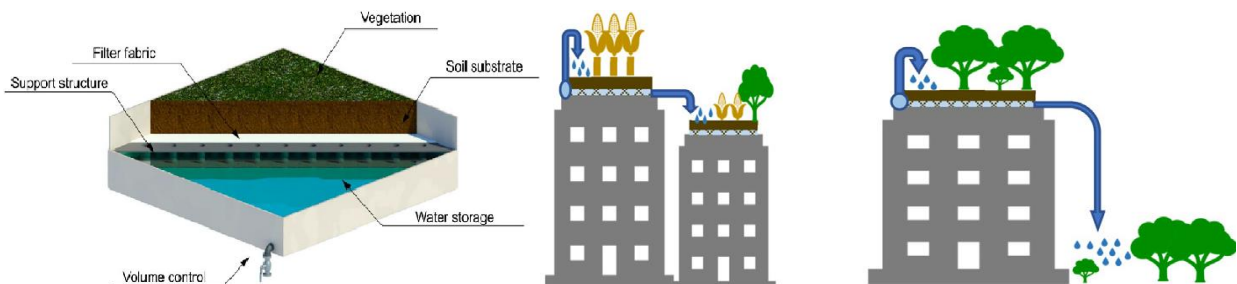 Vegetation
Filter fabric
Soil substrate
Support structure
Water storage
Volume control